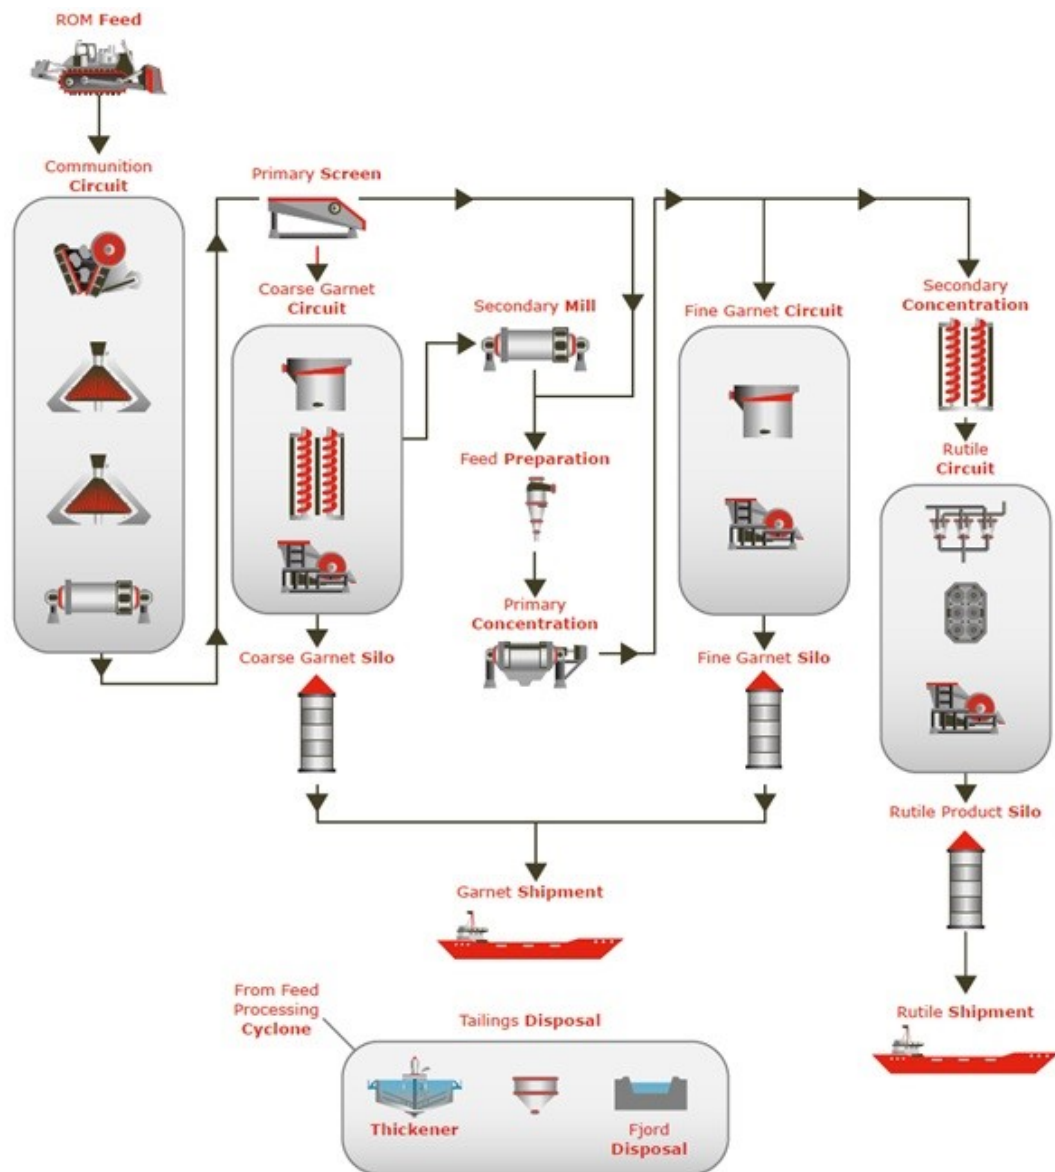 ROM Feed
Communition
Circuit
Primary Screen
Coarse Garnet
Circuit
Secondary Mill
Fine Garnet Circuit
Secondary
Concentration
Feed Preparation
Rutile
Circuit
Primary
Concentration
Coarse Garnet Silo
Fine Garnet Silo
Rutile Product Silo
Garnet Shipment
From Feed
Processing
Cyclone
Tailings Disposal
Rutile Shipment
Thickener
Fjord
Disposal